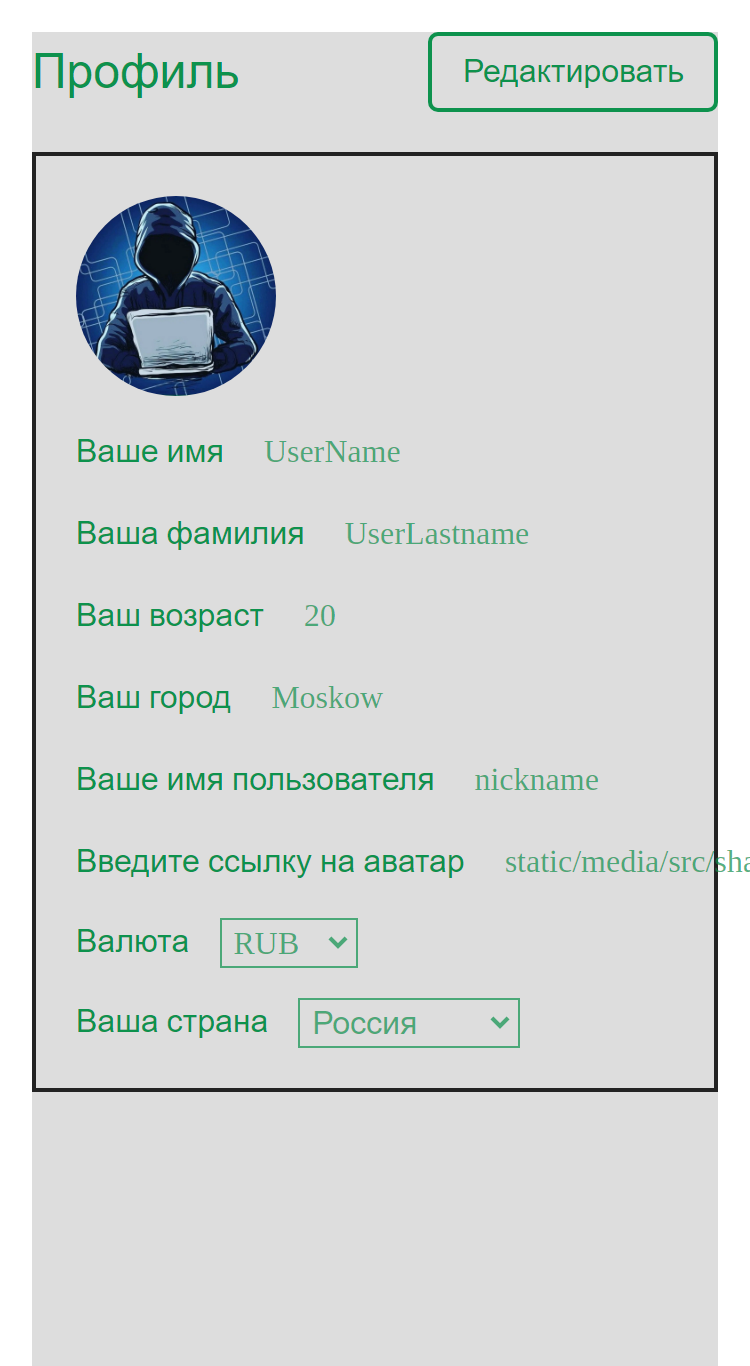 Профиль
Редактировать
Ваше имя UserName
Ваша фамилия UserLastname
Ваш возраст 20
Ваш город Moskow
Ваше имя пользователя nickname
Введите ссылку на аватар static/media/src/sha
Валюта RUB
Ваша страна Россия